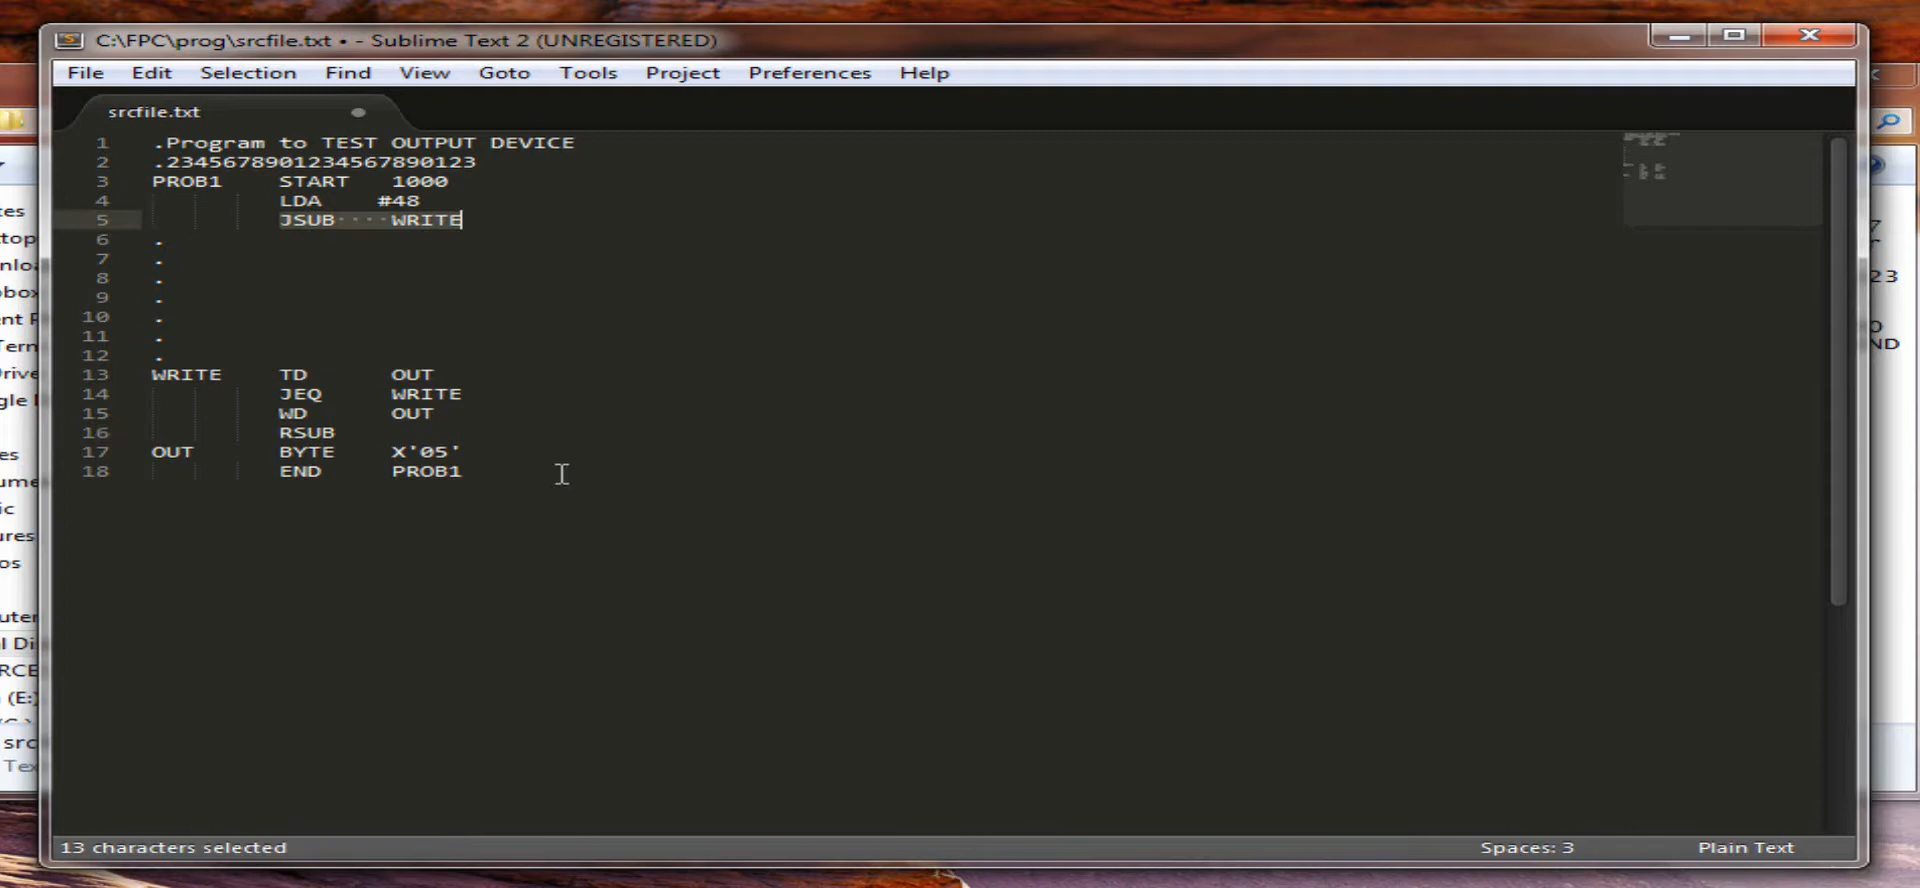 C:\FPC\prog\srcfile.txt • - Sublime Text 2 (UNREGISTERED)
File Edit Selection Find View Goto Tools Project Preferences Help
srcfile.txt
1 .Program to TEST OUTPUT DEVICE
2 .2345678901234567890123
3 PROB1 START 1000
4 LDA #48
5 JSUB····WRITE
6 .
7 .
8 .
9 .
10 .
11 .
12 .
13 WRITE TD OUT
14 JEQ WRITE
15 WD OUT
16 RSUB
17 OUT BYTE X'05'
18 END PROB1
13 characters selected Spaces: 3 Plain Text